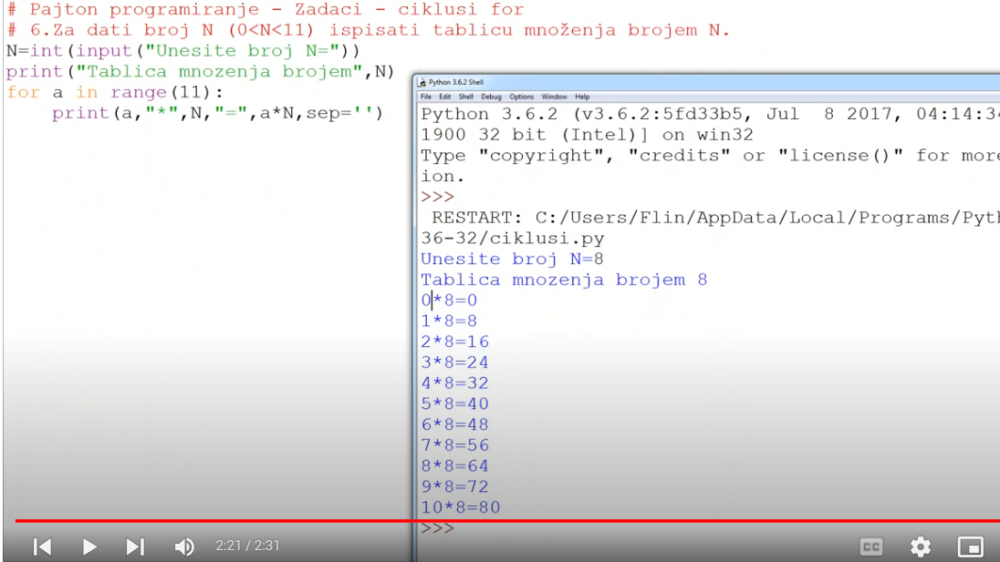 # Pajton programiranje - Zadaci - ciklusi for
# 6.Za dati broj N (0<N<11) ispisati tablicu množenja brojem N.
N=int(input("Unesite broj N="))
print("Tablica mnozenja brojem",N)
for a in range(11):
    print(a,"*",N,"=",a*N,sep='')
Python 3.6.2 Shell
File Edit Shell Debug Options Window Help
Python 3.6.2 (v3.6.2:5fd33b5, Jul 8 2017, 04:14:34
1900 32 bit (Intel)] on win32
Type "copyright", "credits" or "license()" for more
ion.
>>>
RESTART: C:/Users/Flin/AppData/Local/Programs/Pyth
36-32/ciklusi.py
Unesite broj N=8
Tablica mnozenja brojem 8
0*8=0
1*8=8
2*8=16
3*8=24
4*8=32
5*8=40
6*8=48
7*8=56
8*8=64
9*8=72
10*8=80
>>>
2:21 / 2:31
CC